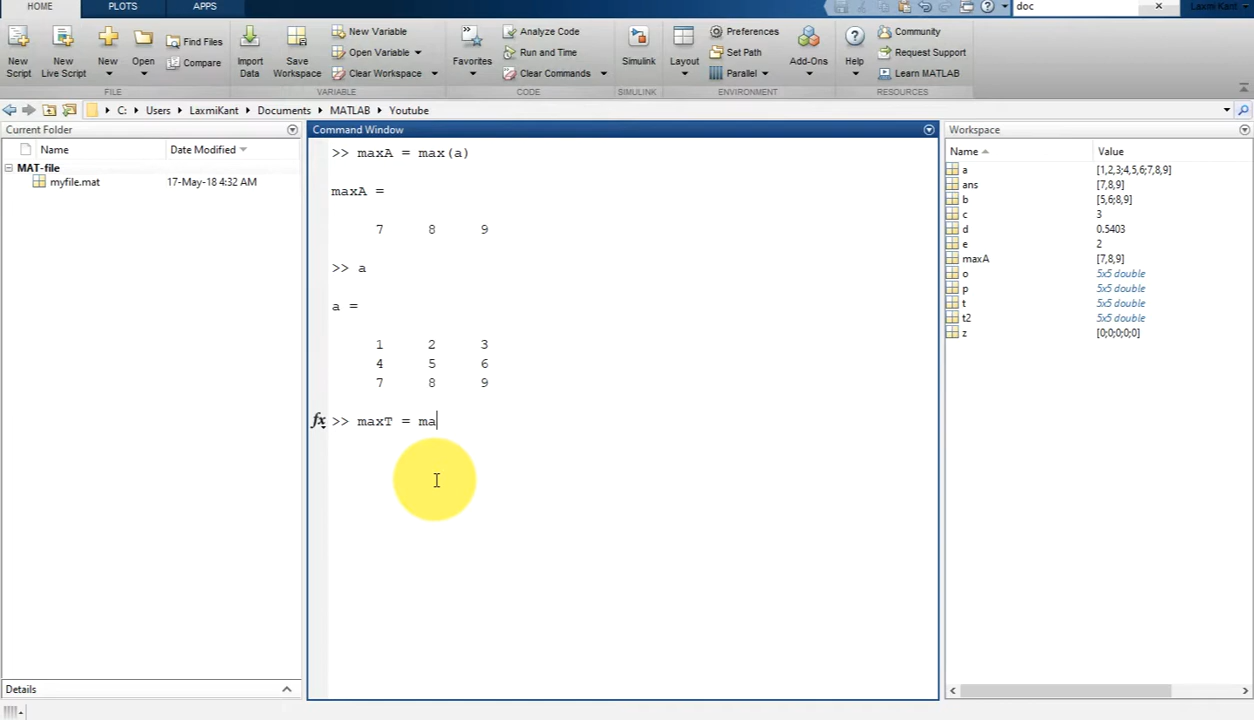 HOME PLOTS APPS doc Laxmi Kant
New Script
New Live Script
New
Open
Find Files
Compare
Import Data
Save Workspace
New Variable
Open Variable
Clear Workspace
Favorites
Analyze Code
Run and Time
Clear Commands
Simulink
Layout
Preferences
Set Path
Parallel
Add-Ons
Help
Community
Request Support
Learn MATLAB
FILE VARIABLE CODE SIMULINK ENVIRONMENT RESOURCES
C: Users LaxmiKant Documents MATLAB Youtube
Current Folder
Name Date Modified
MAT-file
myfile.mat 17-May-18 4:32 AM
Details
Command Window
>> maxA = max(a)
maxA =
7 8 9
>> a
a =
1 2 3
4 5 6
7 8 9
fx >> maxT = ma
Workspace
Name Value
a [1,2,3;4,5,6;7,8,9]
ans [7,8,9]
b [5,6;8,9]
c 3
d 0.5403
e 2
maxA [7,8,9]
o 5x5 double
p 5x5 double
t 5x5 double
t2 5x5 double
z [0;0;0;0;0]